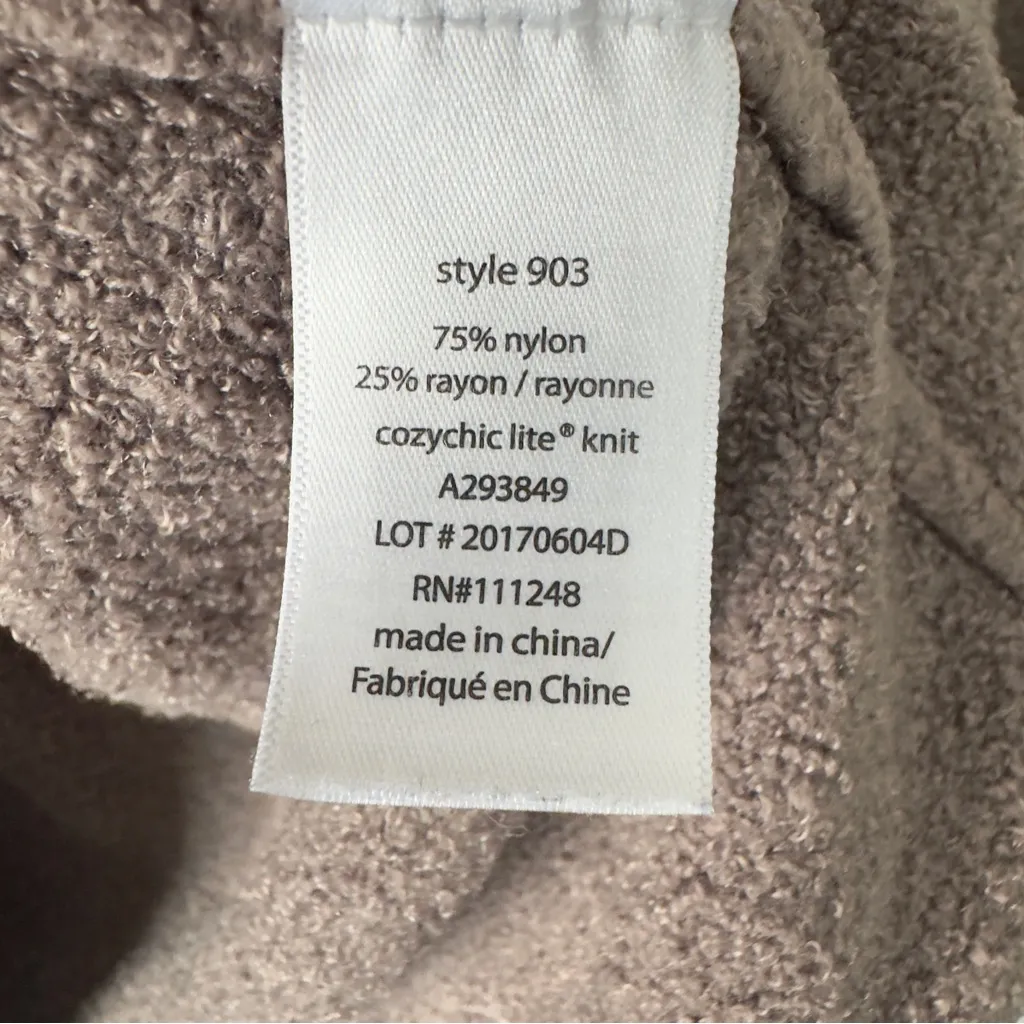 style 903
75% nylon
25% rayon / rayonne
cozychic lite® knit
A293849
LOT # 20170604D
RN#111248
made in china/
Fabriqué en Chine